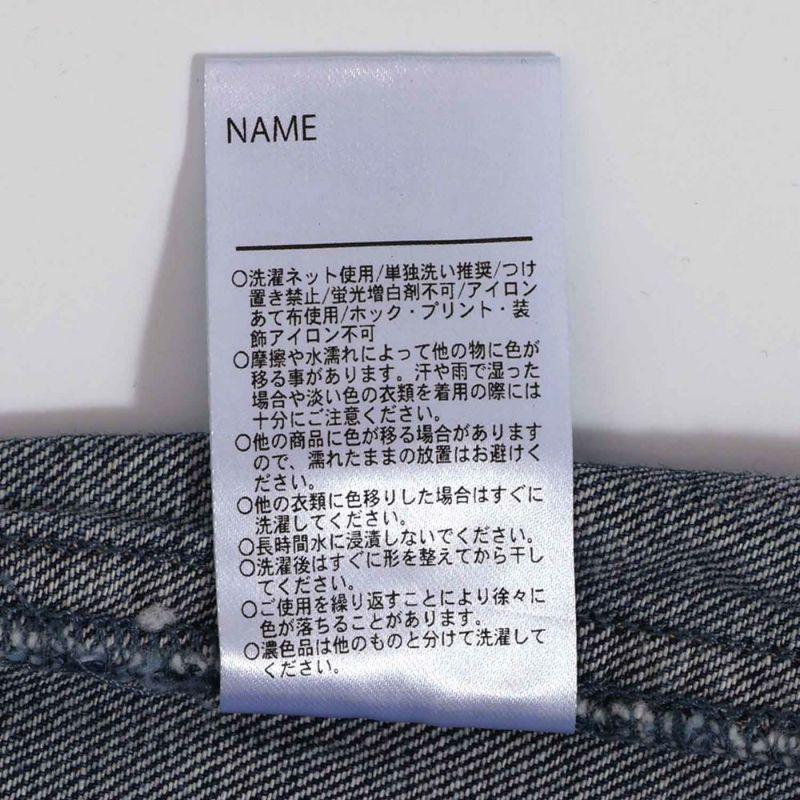 NAME
○洗濯ネット使用/単独洗い推奨/つけ
置き禁止/蛍光増白剤不可/アイロン
あて布使用/ホック・プリント・装
飾アイロン不可
○摩擦や水濡れによって他の物に色が
移る事があります。汗や雨で湿った
場合や淡い色の衣類を着用の際には
十分にご注意ください。
○他の商品に色が移る場合があります
ので、濡れたままの放置はお避けく
ださい。
○他の衣類に色移りした場合はすぐに
洗濯してください。
○長時間水に浸漬しないでください。
○洗濯後はすぐに形を整えてから干し
てください。
○ご使用を繰り返すことにより徐々に
色が落ちることがあります。
○濃色品は他のものと分けて洗濯して
ください。